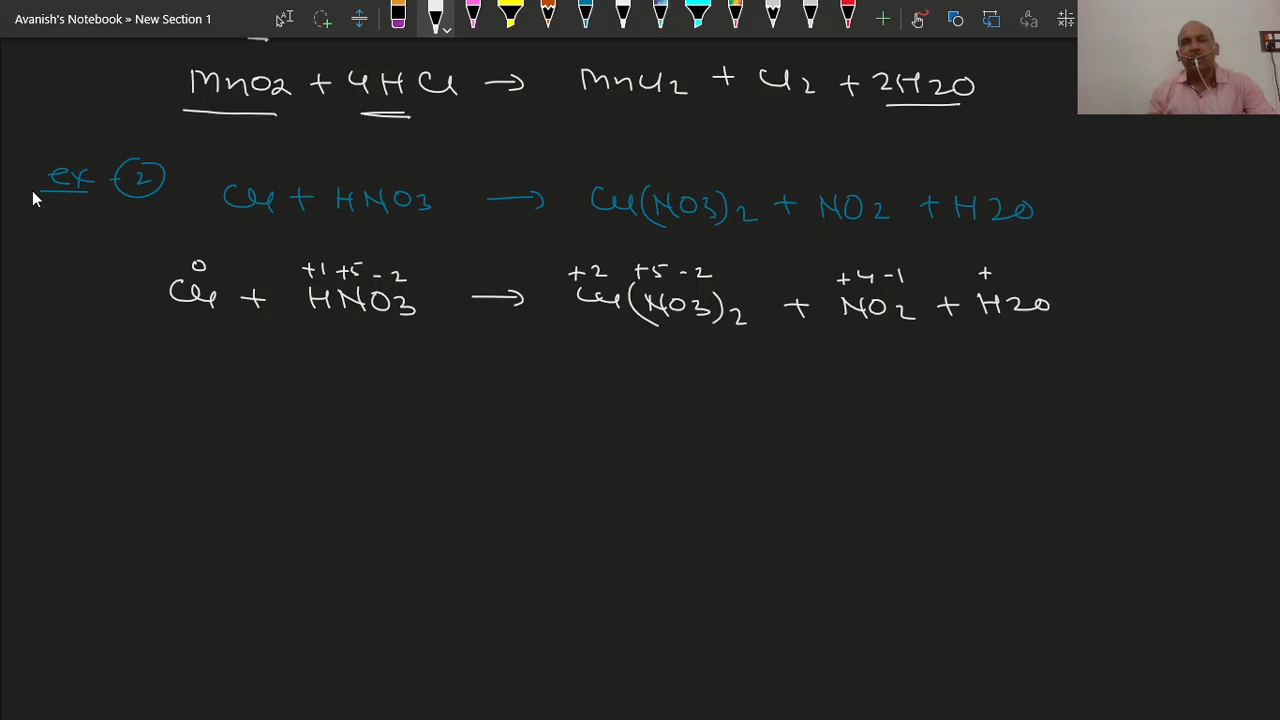 Avanish's Notebook » New Section 1
MnO2 + 4HCl → MnCl2 + Cl2 + 2H2O
ex - 2 Cu + HNO3 → Cu(NO3)2 + NO2 + H2O
0 +1 +5 -2 +2 +5 -2 +4 -1 +
Cu + HNO3 → Cu(NO3)2 + NO2 + H2O